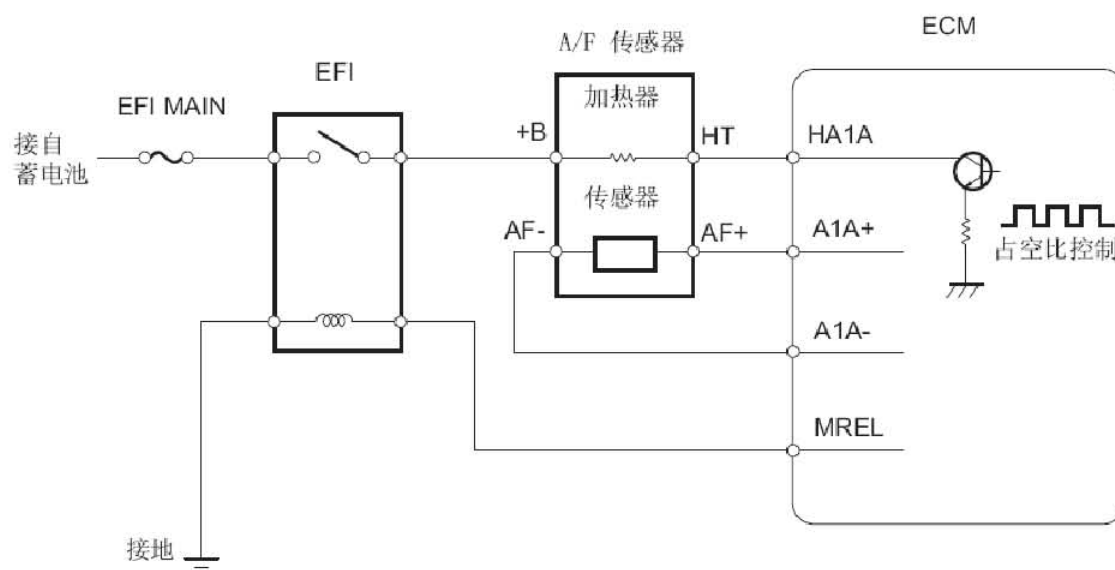 ECM
A/F 传感器
EFI
EFI MAIN
加热器
+B
HT
HA1A
接自
蓄电池
传感器
AF-
AF+
A1A+
占空比控制
A1A-
MREL
接地